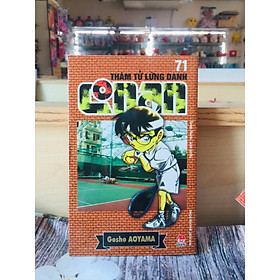 71
THÁM TỬ LỪNG DANH
CONAN
Gosho AOYAMA